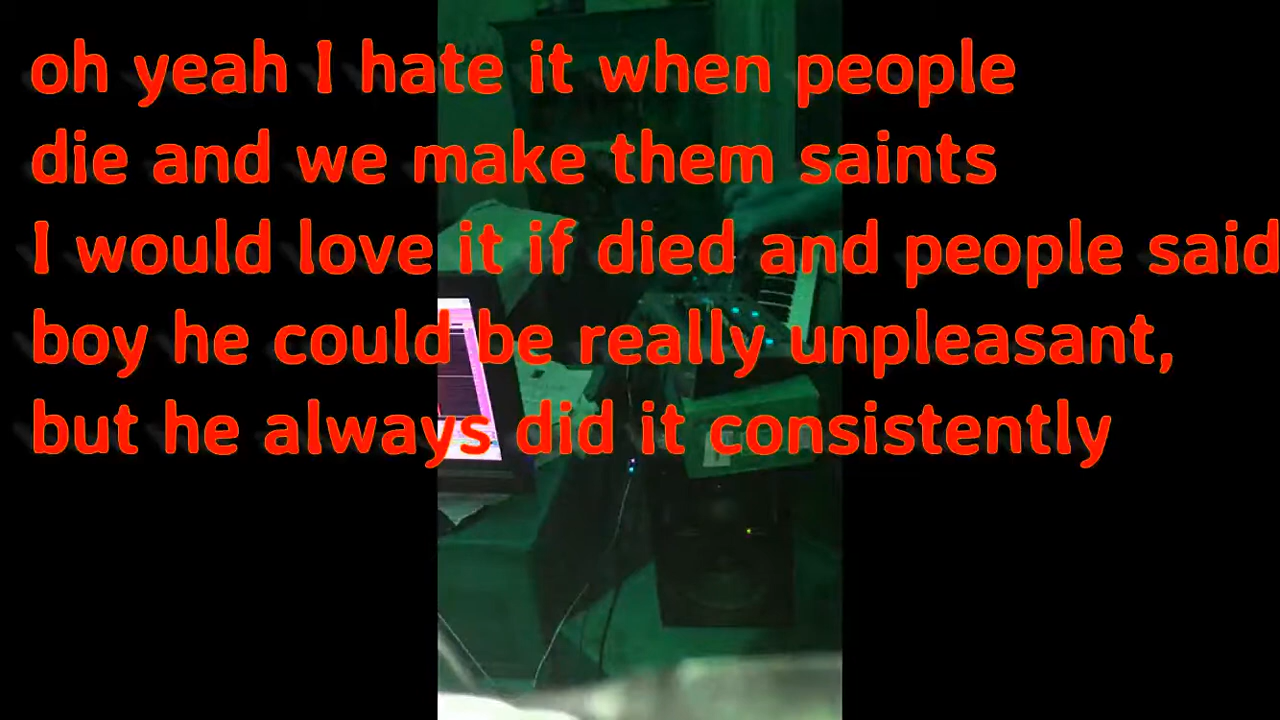 oh yeah I hate it when people
die and we make them saints
I would love it if died and people said
boy he could be really unpleasant,
but he always did it consistently